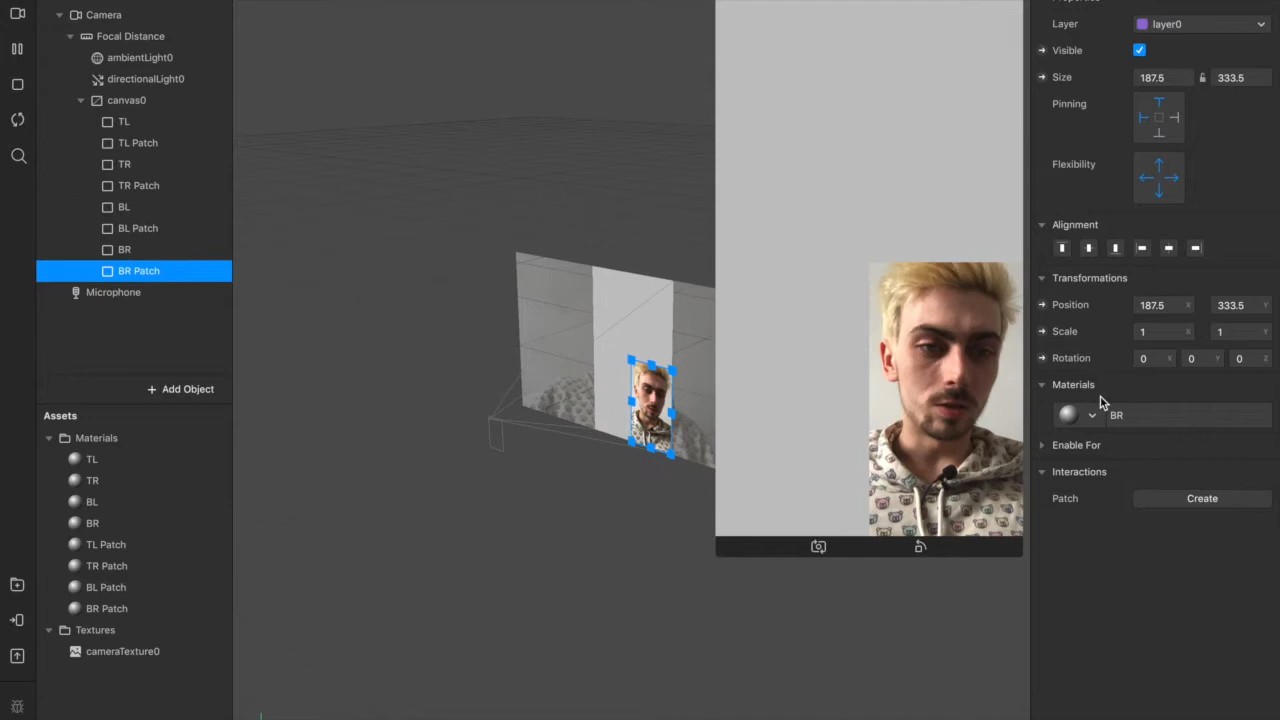 Camera
Focal Distance
ambientLight0
directionalLight0
canvas0
TL
TL Patch
TR
TR Patch
BL
BL Patch
BR
BR Patch
Microphone
Add Object
Assets
Materials
TL
TR
BL
BR
TL Patch
TR Patch
BL Patch
BR Patch
Textures
cameraTexture0
Layer layer0
Visible
Size 187.5 333.5
Pinning
Flexibility
Alignment
Transformations
Position 187.5 X 333.5 Y
Scale 1 X 1 Y
Rotation 0 X 0 Y 0 Z
Materials
BR
Enable For
Interactions
Patch Create